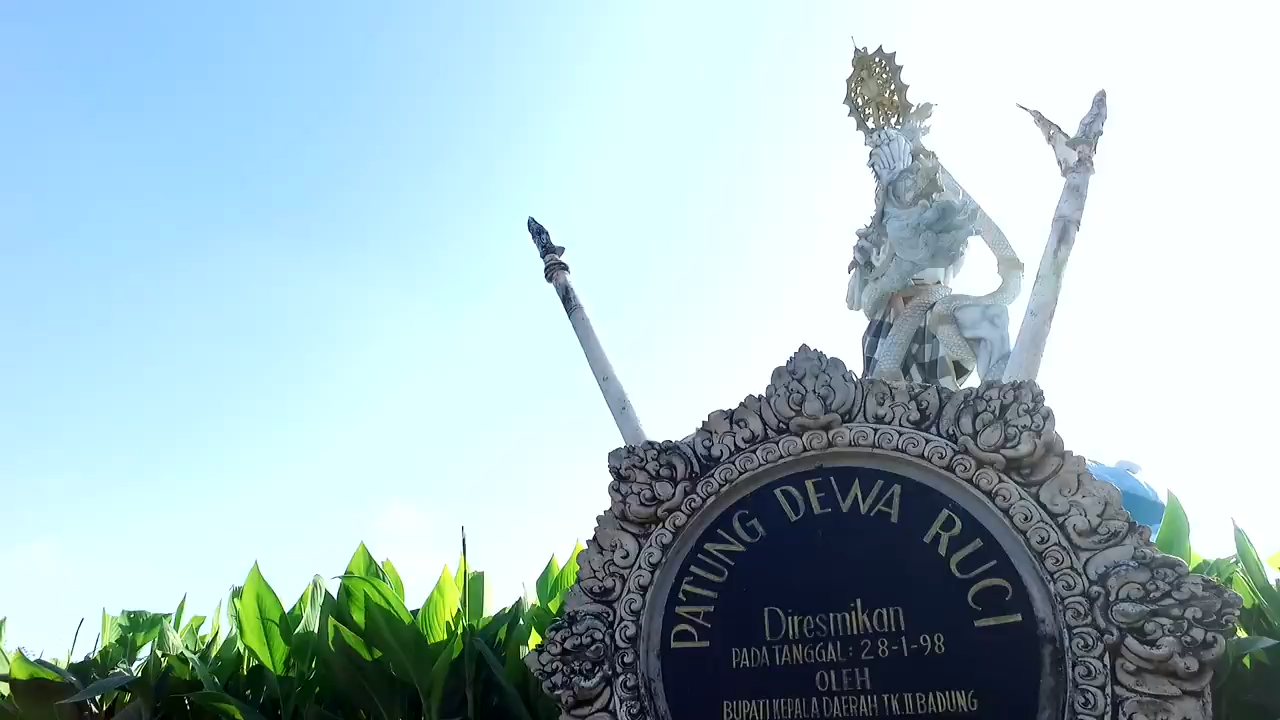 PATUNG DEWA RUCI
Diresmikan
PADA TANGGAL: 28-1-98
OLEH
BUPATI KEPALA DAERAH TK.II BADUNG